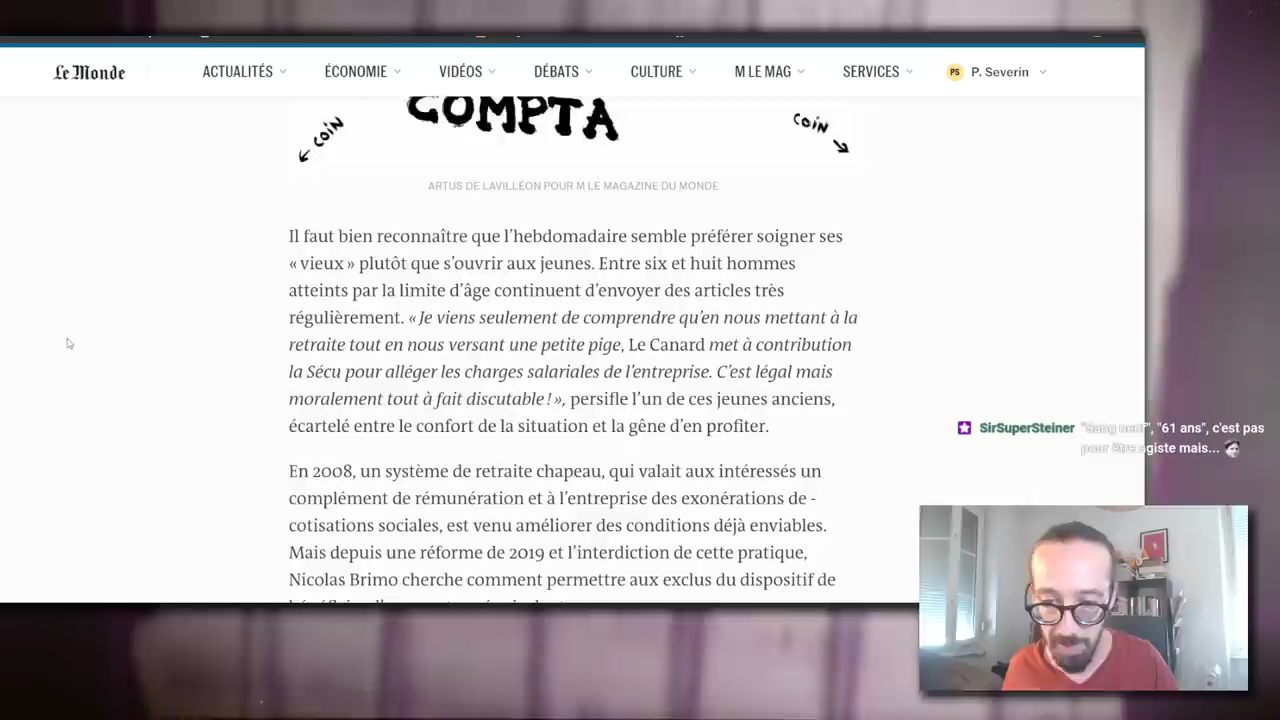 Le Monde
ACTUALITÉS
ÉCONOMIE
VIDÉOS
DÉBATS
CULTURE
M LE MAG
SERVICES
PS
P. Severin
COMPTA
COIN
COIN
ARTUS DE LAVILLÉON POUR M LE MAGAZINE DU MONDE
Il faut bien reconnaître que l’hebdomadaire semble préférer soigner ses
« vieux » plutôt que s’ouvrir aux jeunes. Entre six et huit hommes
atteints par la limite d’âge continuent d’envoyer des articles très
régulièrement. « Je viens seulement de comprendre qu’en nous mettant à la
retraite tout en nous versant une petite pige, Le Canard met à contribution
la Sécu pour alléger les charges salariales de l’entreprise. C’est légal mais
moralement tout à fait discutable ! », persifle l’un de ces jeunes anciens,
écartelé entre le confort de la situation et la gêne d’en profiter.
En 2008, un système de retraite chapeau, qui valait aux intéressés un
complément de rémunération et à l’entreprise des exonérations de -
cotisations sociales, est venu améliorer des conditions déjà enviables.
Mais depuis une réforme de 2019 et l’interdiction de cette pratique,
Nicolas Brimo cherche comment permettre aux exclus du dispositif de
SirSuperSteiner "Sang neuf", "61 ans", c'est pas
pour être agiste mais...